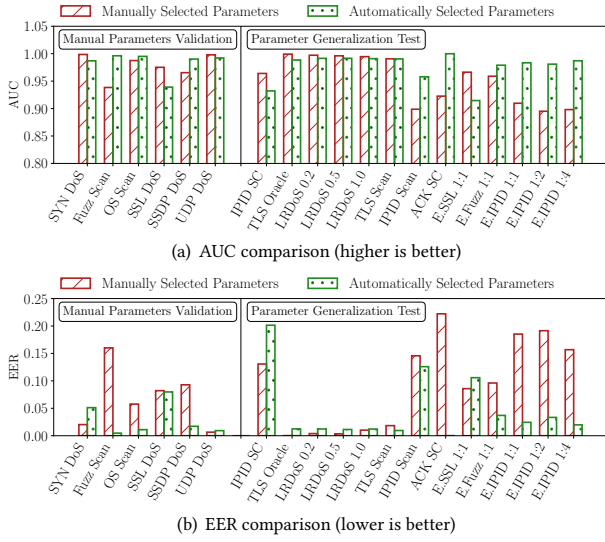 Manually Selected Parameters Automatically Selected Parameters
1.05
1.00
0.95
0.90
0.85
0.80
AUC
Manual Parameters Validation Parameter Generalization Test
SYN DoS Fuzz Scan OS Scan SSL DoS SSDP DoS UDP DoS IPID SC TLS Oracle LRDoS 0.2 LRDoS 0.5 LRDoS 1.0 TLS Scan IPID Scan ACK SC E.SSL 1:1 E.Fuzz 1:1 E.IPID 1:1 E.IPID 1:2 E.IPID 1:4
(a) AUC comparison (higher is better)
Manually Selected Parameters Automatically Selected Parameters
0.25
0.20
0.15
0.10
0.05
0.00
EER
Manual Parameters Validation Parameter Generalization Test
SYN DoS Fuzz Scan OS Scan SSL DoS SSDP DoS UDP DoS IPID SC TLS Oracle LRDoS 0.2 LRDoS 0.5 LRDoS 1.0 TLS Scan IPID Scan ACK SC E.SSL 1:1 E.Fuzz 1:1 E.IPID 1:1 E.IPID 1:2 E.IPID 1:4
(b) EER comparison (lower is better)